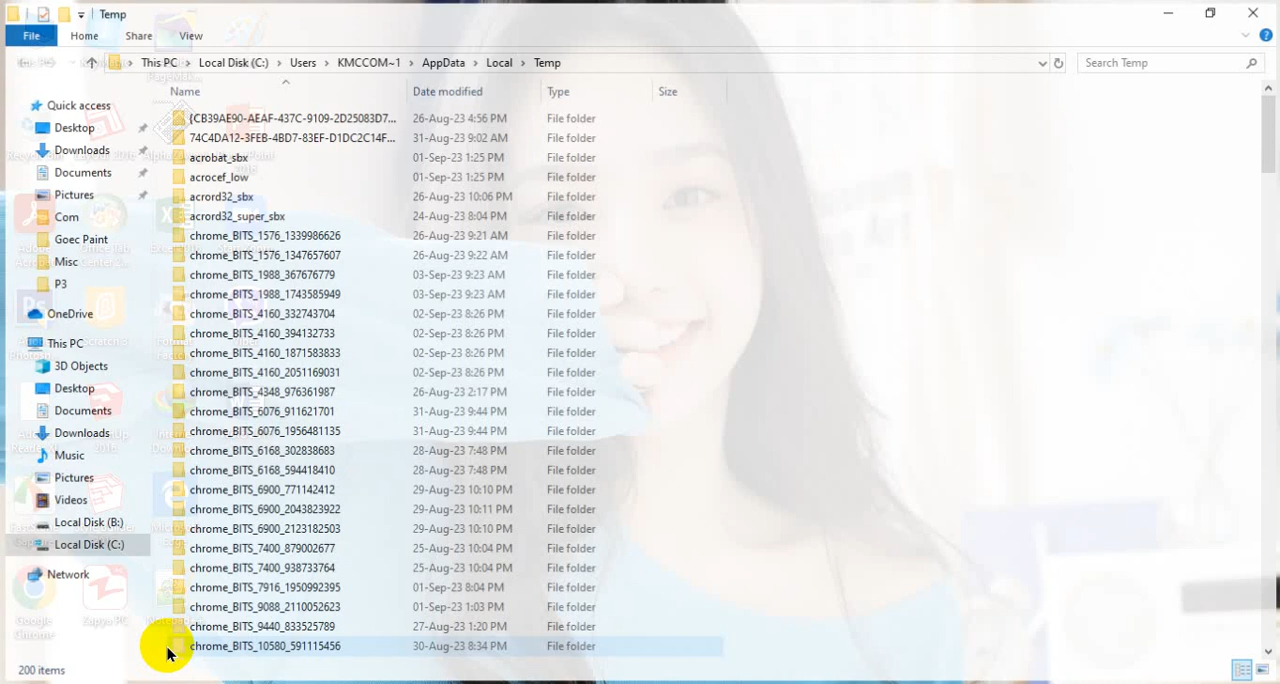 Temp
File Home Share View
This PC Local Disk (C:) Users KMCCOM~1 AppData Local Temp
Search Temp
Name Date modified Type Size
Quick access
Desktop
Downloads
Documents
Pictures
Com
Goec Paint
Misc
P3
OneDrive
This PC
3D Objects
Desktop
Documents
Downloads
Music
Pictures
Videos
Local Disk (B:)
Local Disk (C:)
Network
{CB39AE90-AEAF-437C-9109-2D25083D7... 26-Aug-23 4:56 PM File folder
74C4DA12-3FEB-4BD7-83EF-D1DC2C14F... 31-Aug-23 9:02 AM File folder
acrobat_sbx 01-Sep-23 1:25 PM File folder
acrocef_low 01-Sep-23 1:25 PM File folder
acrord32_sbx 26-Aug-23 10:06 PM File folder
acrord32_super_sbx 24-Aug-23 8:04 PM File folder
chrome_BITS_1576_1339986626 26-Aug-23 9:21 AM File folder
chrome_BITS_1576_1347657607 26-Aug-23 9:22 AM File folder
chrome_BITS_1988_367676779 03-Sep-23 9:23 AM File folder
chrome_BITS_1988_1743585949 03-Sep-23 9:23 AM File folder
chrome_BITS_4160_332743704 02-Sep-23 8:26 PM File folder
chrome_BITS_4160_394132733 02-Sep-23 8:26 PM File folder
chrome_BITS_4160_1871583833 02-Sep-23 8:26 PM File folder
chrome_BITS_4160_2051169031 02-Sep-23 8:26 PM File folder
chrome_BITS_4348_976361987 26-Aug-23 2:17 PM File folder
chrome_BITS_6076_911621701 31-Aug-23 9:44 PM File folder
chrome_BITS_6076_1956481135 31-Aug-23 9:44 PM File folder
chrome_BITS_6168_302838683 28-Aug-23 7:48 PM File folder
chrome_BITS_6168_594418410 28-Aug-23 7:48 PM File folder
chrome_BITS_6900_771142412 29-Aug-23 10:10 PM File folder
chrome_BITS_6900_2043823922 29-Aug-23 10:11 PM File folder
chrome_BITS_6900_2123182503 29-Aug-23 10:10 PM File folder
chrome_BITS_7400_879002677 25-Aug-23 10:04 PM File folder
chrome_BITS_7400_938733764 25-Aug-23 10:04 PM File folder
chrome_BITS_7916_1950992395 01-Sep-23 8:04 PM File folder
chrome_BITS_9088_2110052623 01-Sep-23 1:03 PM File folder
chrome_BITS_9440_833525789 27-Aug-23 1:20 PM File folder
chrome_BITS_10580_591115456 30-Aug-23 8:34 PM File folder
Google
Chrome
Zapya PC
200 items